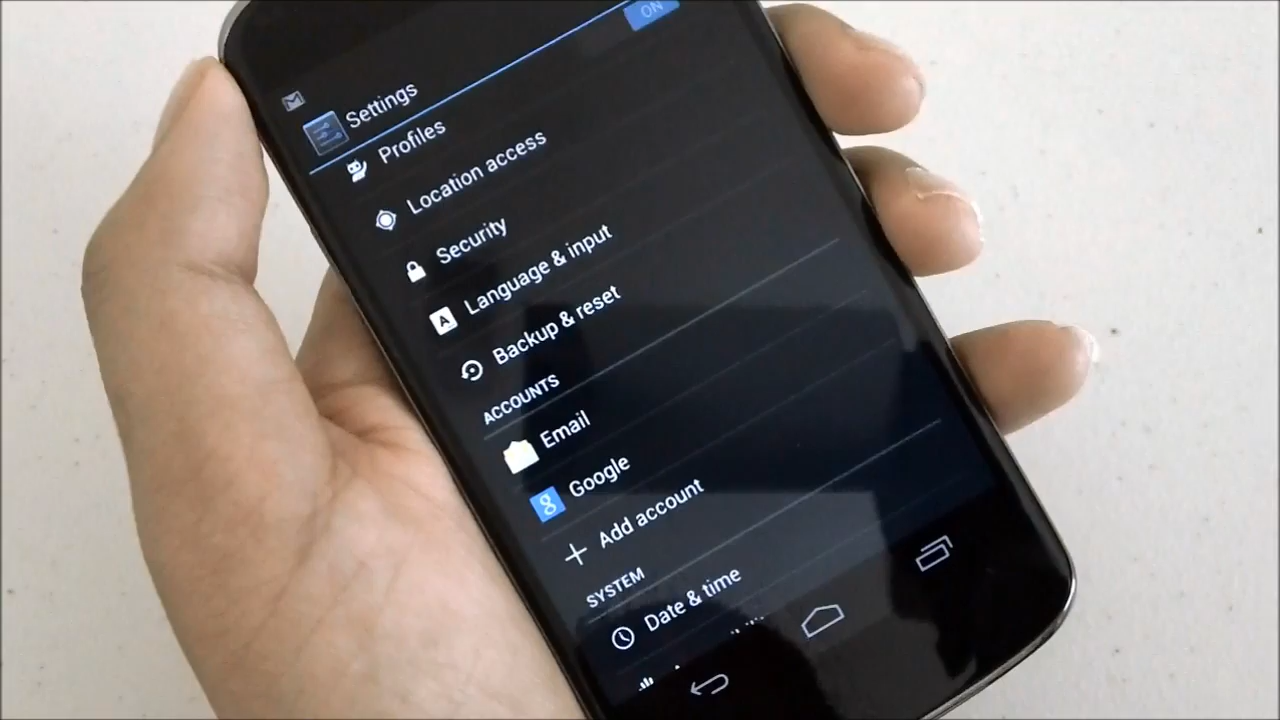 ON
Settings
Profiles
Location access
Security
Language & input
Backup & reset
ACCOUNTS
Email
Google
Add account
SYSTEM
Date & time